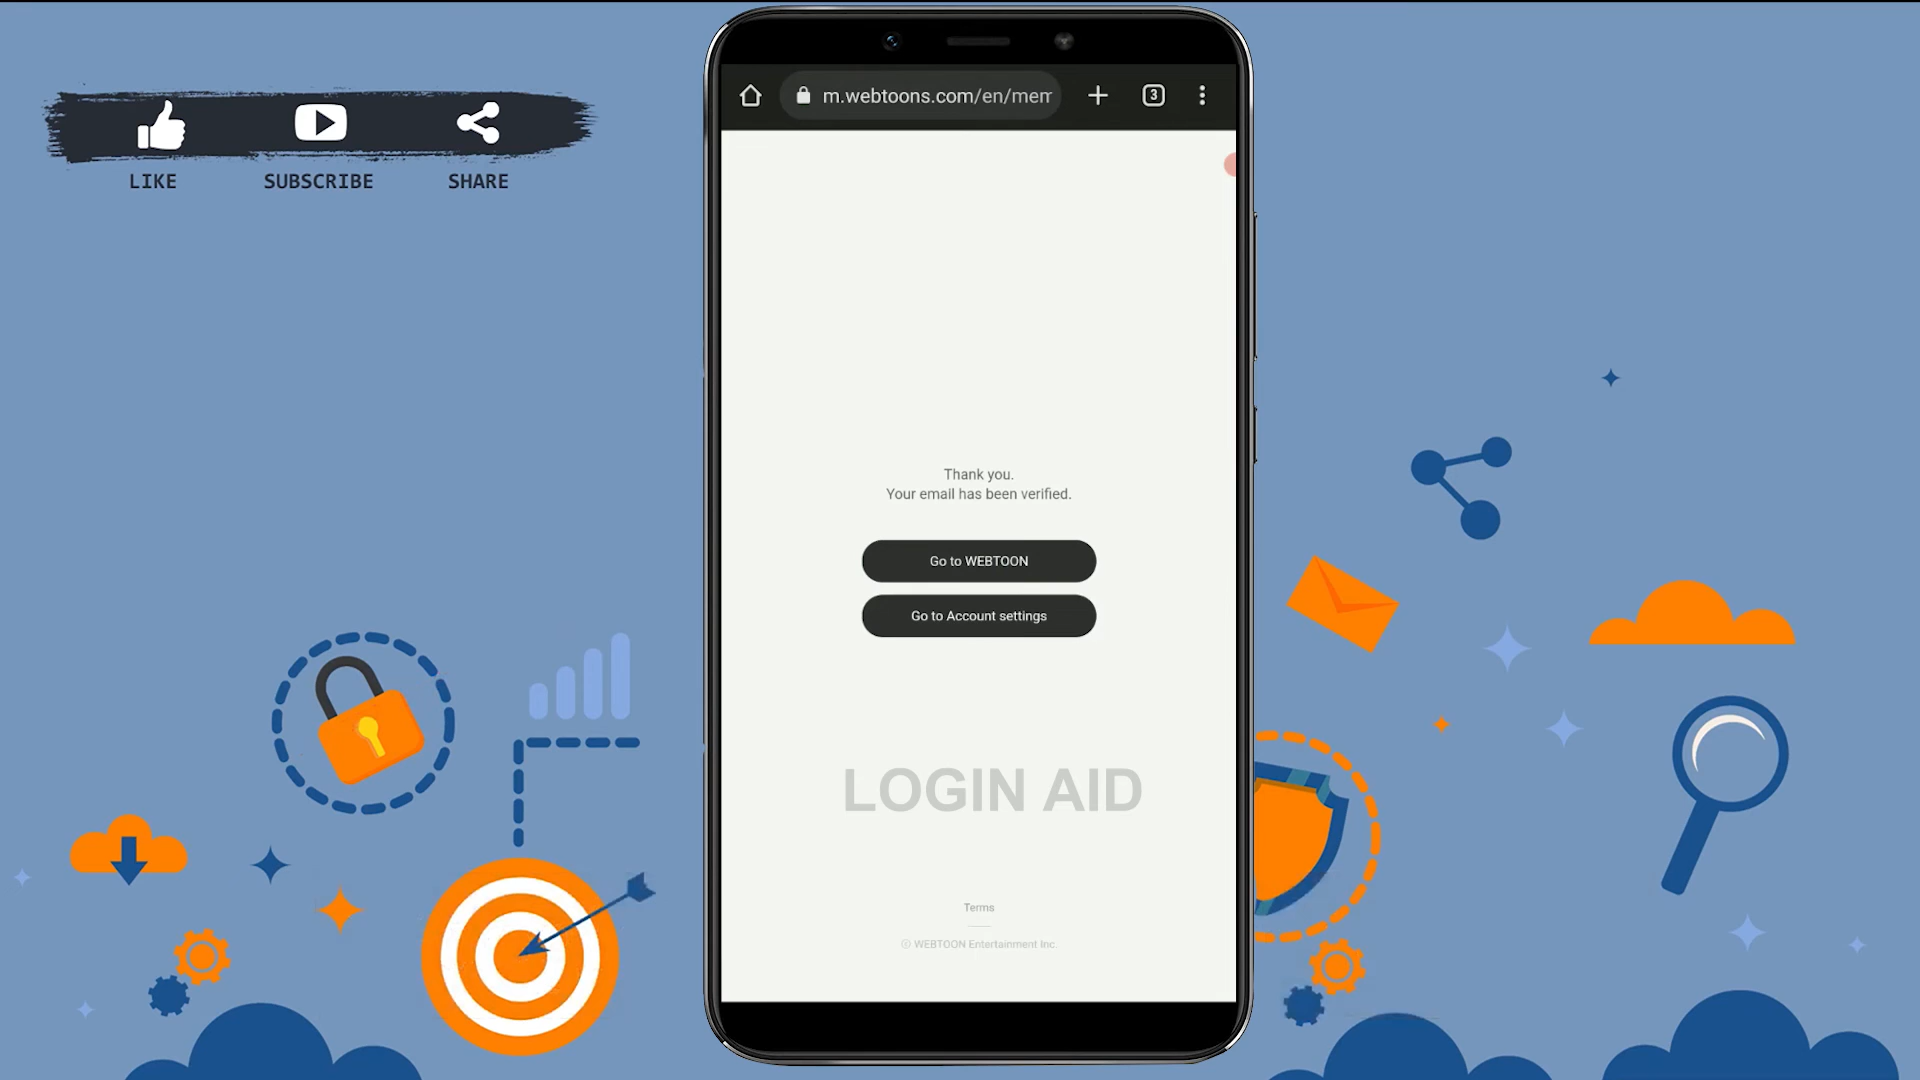 LIKE SUBSCRIBE SHARE
m.webtoons.com/en/mem
3
Thank you.
Your email has been verified.
Go to WEBTOON
Go to Account settings
LOGIN AID
Terms
ⓒ WEBTOON Entertainment Inc.